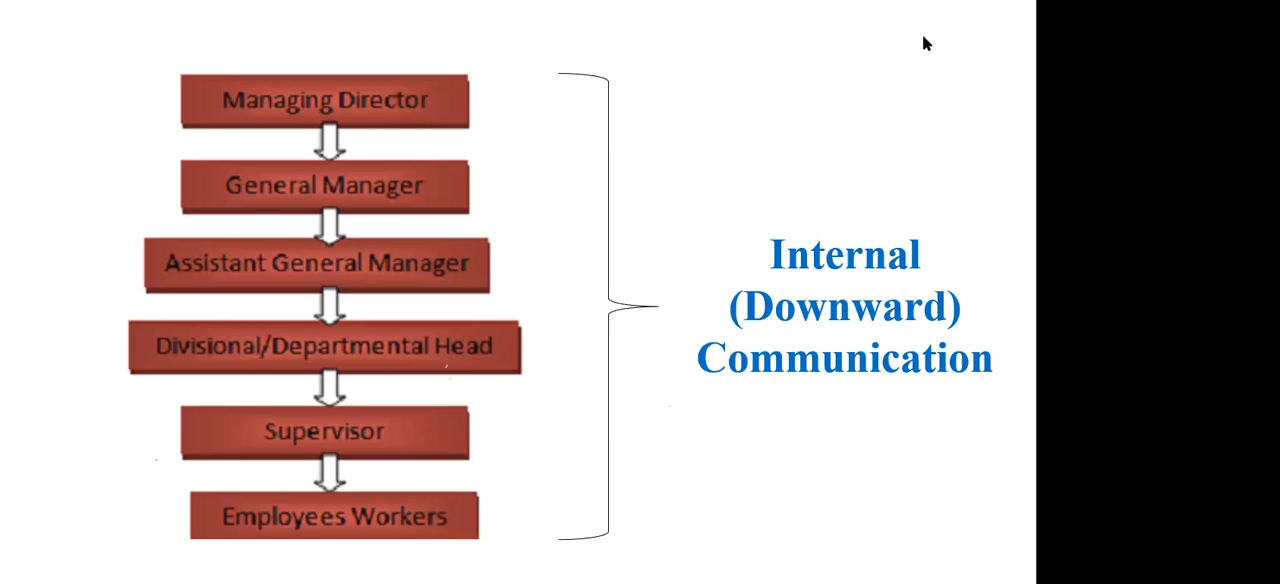 Managing Director
General Manager
Assistant General Manager
Divisional/Departmental Head
Supervisor
Employees Workers
Internal
(Downward)
Communication